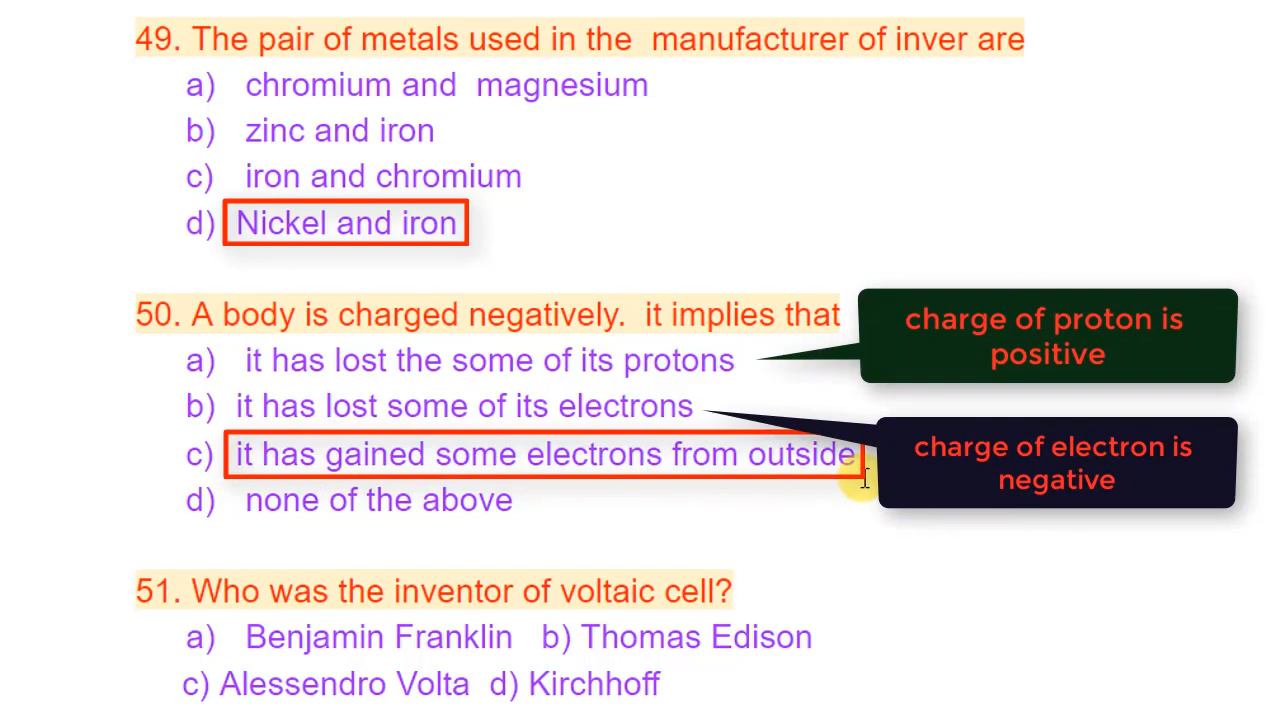 49. The pair of metals used in the manufacturer of inver are
a) chromium and magnesium
b) zinc and iron
c) iron and chromium
d) Nickel and iron
50. A body is charged negatively. it implies that
a) it has lost the some of its protons
b) it has lost some of its electrons
c) it has gained some electrons from outside
d) none of the above
charge of proton is
positive
charge of electron is
negative
51. Who was the inventor of voltaic cell?
a) Benjamin Franklin b) Thomas Edison
c) Alessendro Volta d) Kirchhoff